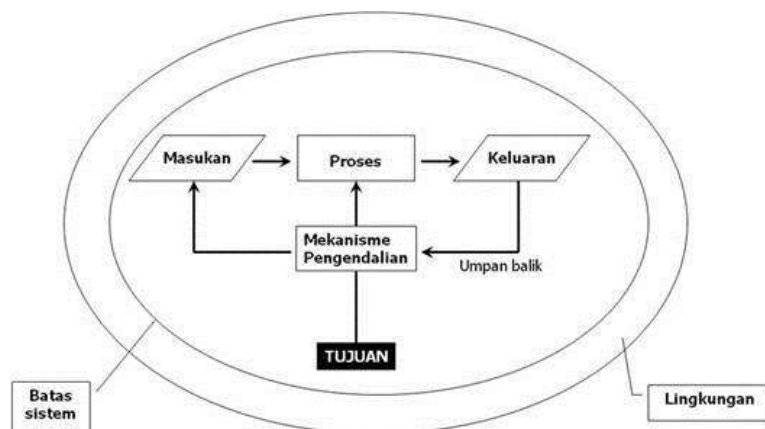 Masukan
Proses
Keluaran
Mekanisme
Pengendalian
Umpan balik
TUJUAN
Batas
sistem
Lingkungan